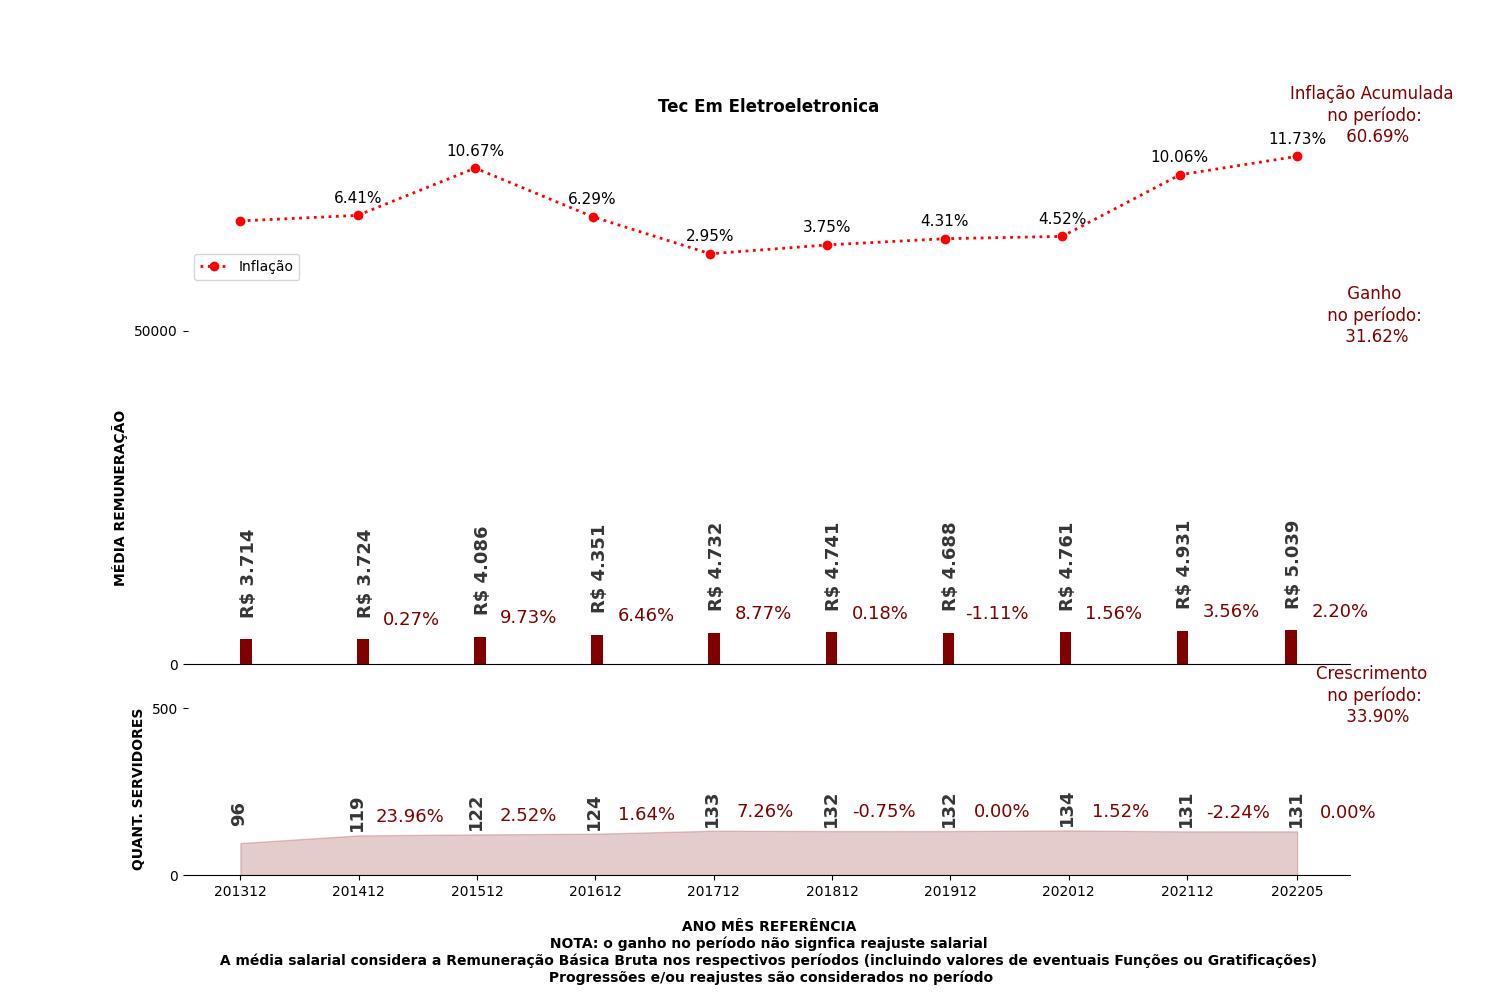 Tec Em Eletroeletronica
Inflação Acumulada
no período:
60.69%
6.41%
10.67%
6.29%
2.95%
3.75%
4.31%
4.52%
10.06%
11.73%
Inflação
Ganho
no período:
31.62%
50000
0
MÉDIA REMUNERAÇÃO
R$ 3.714
R$ 3.724
R$ 4.086
R$ 4.351
R$ 4.732
R$ 4.741
R$ 4.688
R$ 4.761
R$ 4.931
R$ 5.039
0.27%
9.73%
6.46%
8.77%
0.18%
-1.11%
1.56%
3.56%
2.20%
Crescrimento
no período:
33.90%
500
0
QUANT. SERVIDORES
96
119
122
124
133
132
132
134
131
131
23.96%
2.52%
1.64%
7.26%
-0.75%
0.00%
1.52%
-2.24%
0.00%
201312
201412
201512
201612
201712
201812
201912
202012
202112
202205
ANO MÊS REFERÊNCIA
NOTA: o ganho no período não signfica reajuste salarial
A média salarial considera a Remuneração Básica Bruta nos respectivos períodos (incluindo valores de eventuais Funções ou Gratificações)
Progressões e/ou reajustes são considerados no período